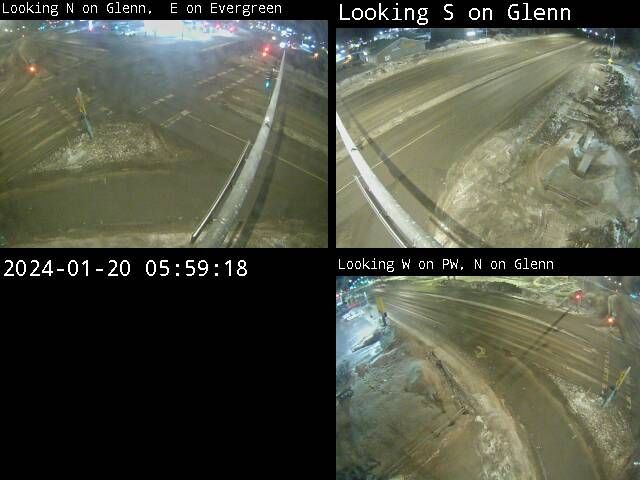 Looking N on Glenn,  E on Evergreen
Looking S on Glenn
2024-01-20 05:59:18
Looking W on PW, N on Glenn